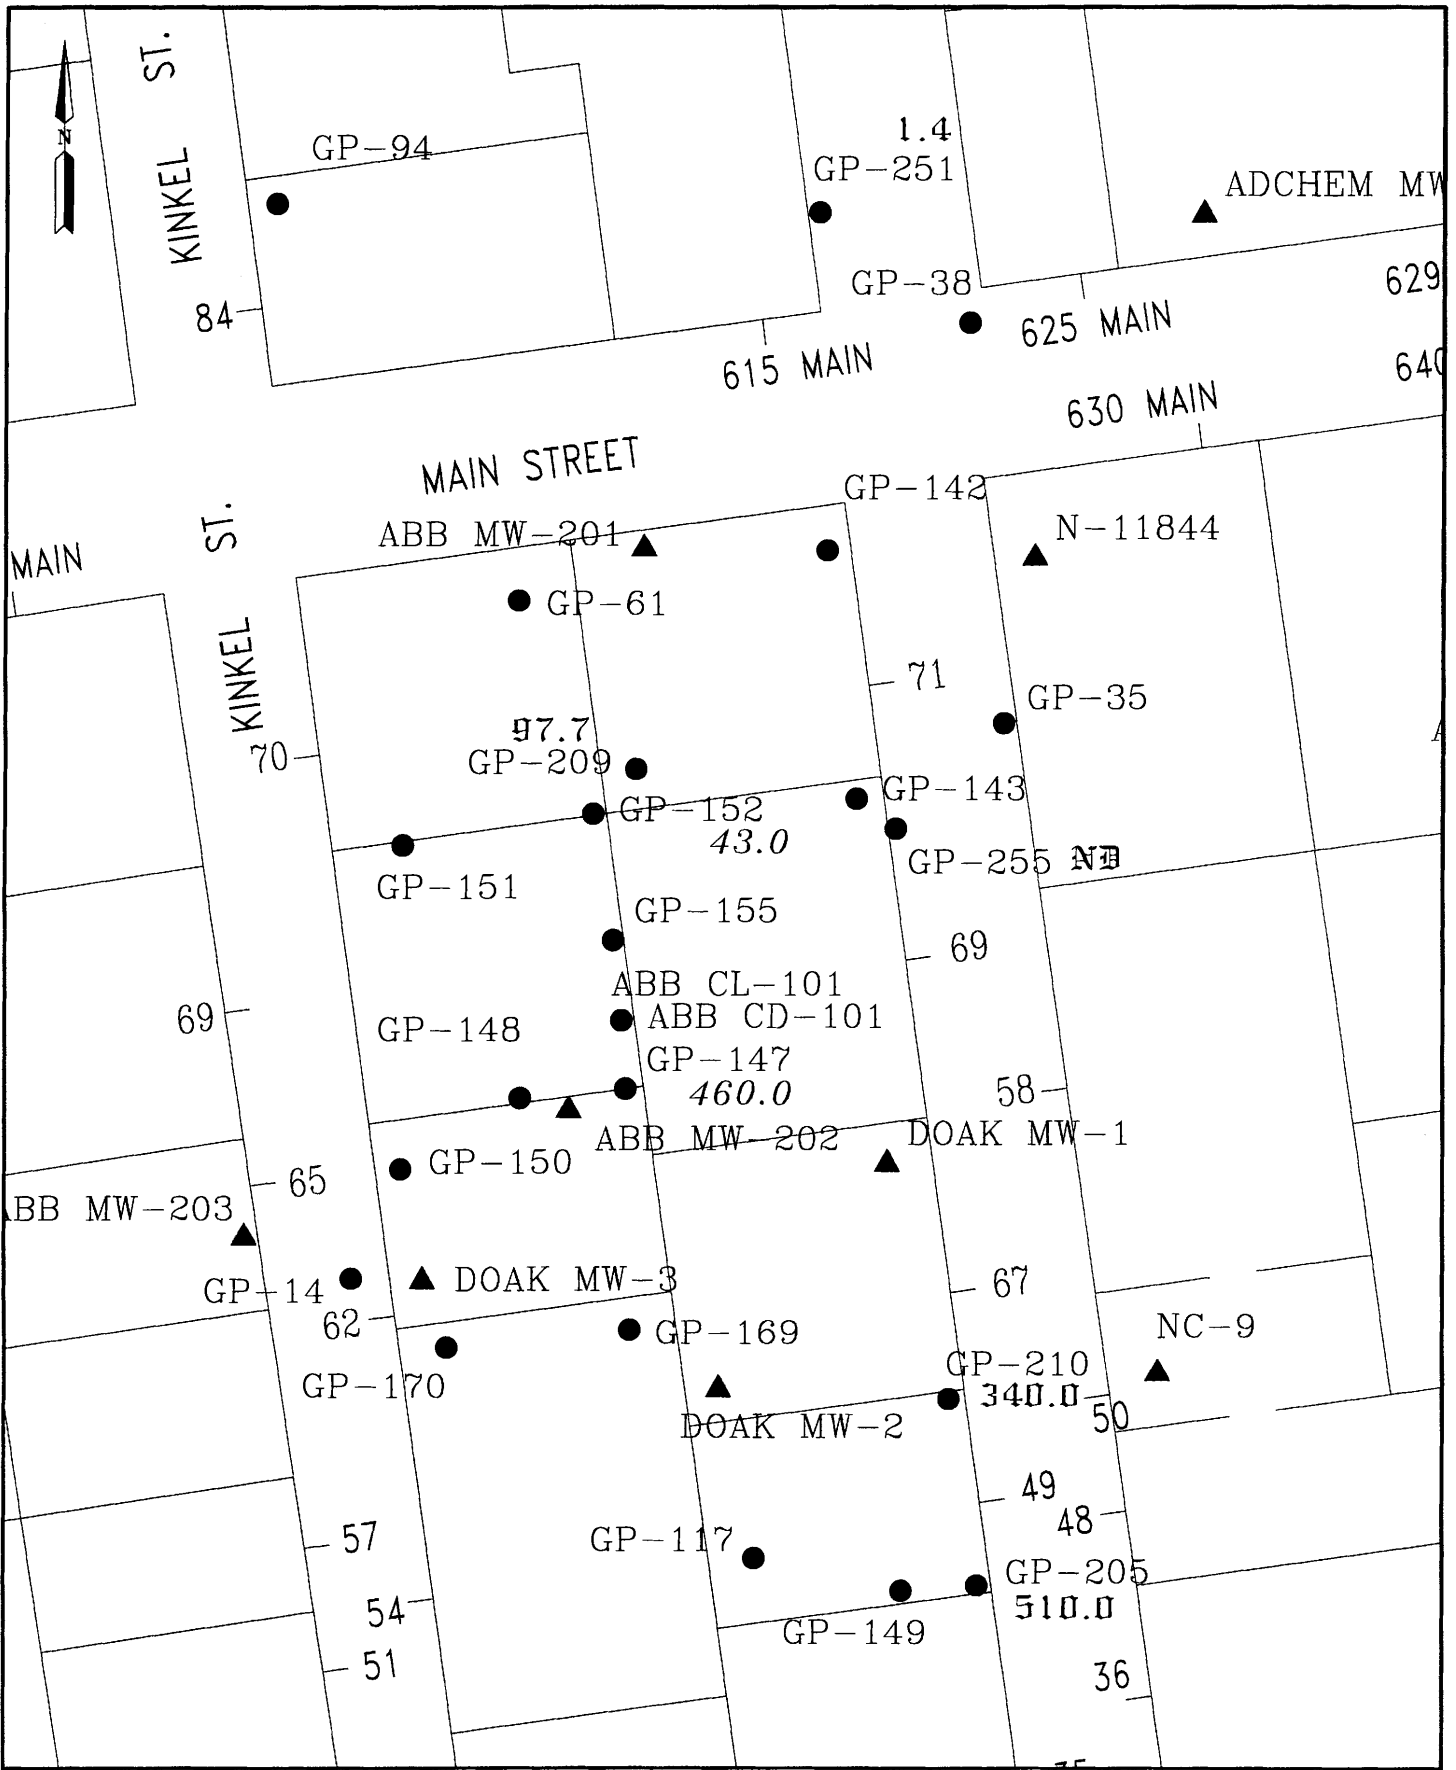 KINKEL ST.
N
GP-94
1.4
GP-251
ADCHEM MW
84
GP-38
629
625 MAIN
615 MAIN
640
630 MAIN
MAIN STREET
GP-142
ABB MW-201
N-11844
MAIN
KINKEL ST.
GP-61
71
GP-35
97.7
GP-209
70
GP-143
GP-152
43.0
GP-255 ND
GP-151
GP-155
69
ABB CL-101
69
ABB CD-101
GP-148
GP-147
58
460.0
ABB MW-202
DOAK MW-1
GP-150
65
ABB MW-203
GP-14
DOAK MW-3
67
62
GP-169
NC-9
GP-170
GP-210
340.0
50
DOAK MW-2
49
48
57
GP-117
GP-205
510.0
54
GP-149
51
36